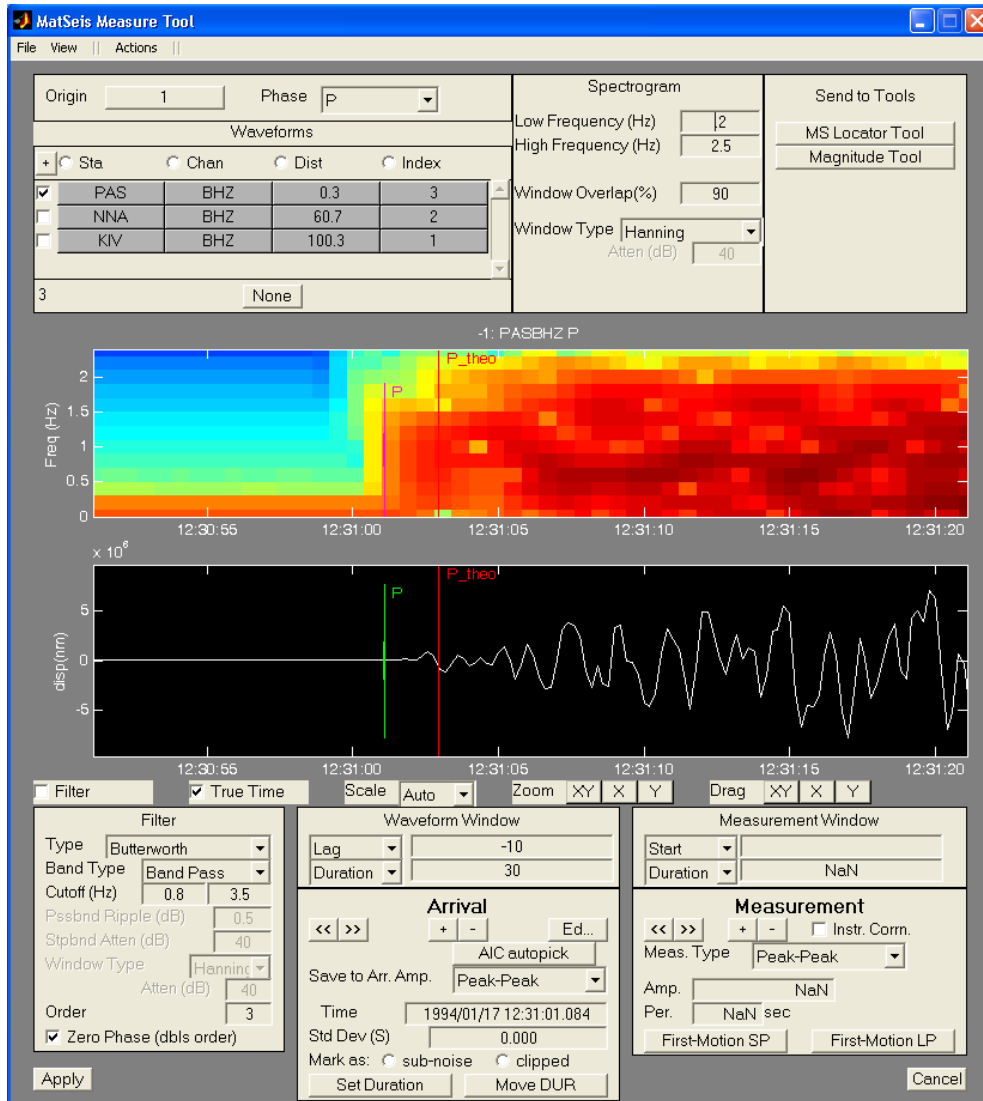 MatSeis Measure Tool
File View || Actions ||
Origin 1 Phase P
Waveforms
+ Sta Chan Dist Index
PAS BHZ 0.3 3
NNA BHZ 60.7 2
KIV BHZ 100.3 1
3 None
Spectrogram
Low Frequency (Hz) .2
High Frequency (Hz) 2.5
Window Overlap(%) 90
Window Type Hanning
Atten (dB) 40
Send to Tools
MS Locator Tool
Magnitude Tool
-1: PASBHZ P
P_theo
P
Freq (Hz)
2
1.5
1
0.5
0
12:30:55 12:31:00 12:31:05 12:31:10 12:31:15 12:31:20
x 10^6
P_theo
P
disp(nm)
5
0
-5
12:30:55 12:31:00 12:31:05 12:31:10 12:31:15 12:31:20
Filter True Time Scale Auto Zoom XY X Y Drag XY X Y
Filter
Type Butterworth
Band Type Band Pass
Cutoff (Hz) 0.8 3.5
Pssbnd Ripple (dB) 0.5
Stpbnd Atten (dB) 40
Window Type Hanning
Atten (dB) 40
Order 3
Zero Phase (dbls order)
Apply
Waveform Window
Lag -10
Duration 30
Arrival
<< >> + - Ed...
AIC autopick
Save to Arr. Amp. Peak-Peak
Time 1994/01/17 12:31:01.084
Std Dev (S) 0.000
Mark as: sub-noise clipped
Set Duration Move DUR
Measurement Window
Start
Duration NaN
Measurement
<< >> + - Instr. Corrn.
Meas. Type Peak-Peak
Amp. NaN
Per. NaN sec
First-Motion SP First-Motion LP
Cancel